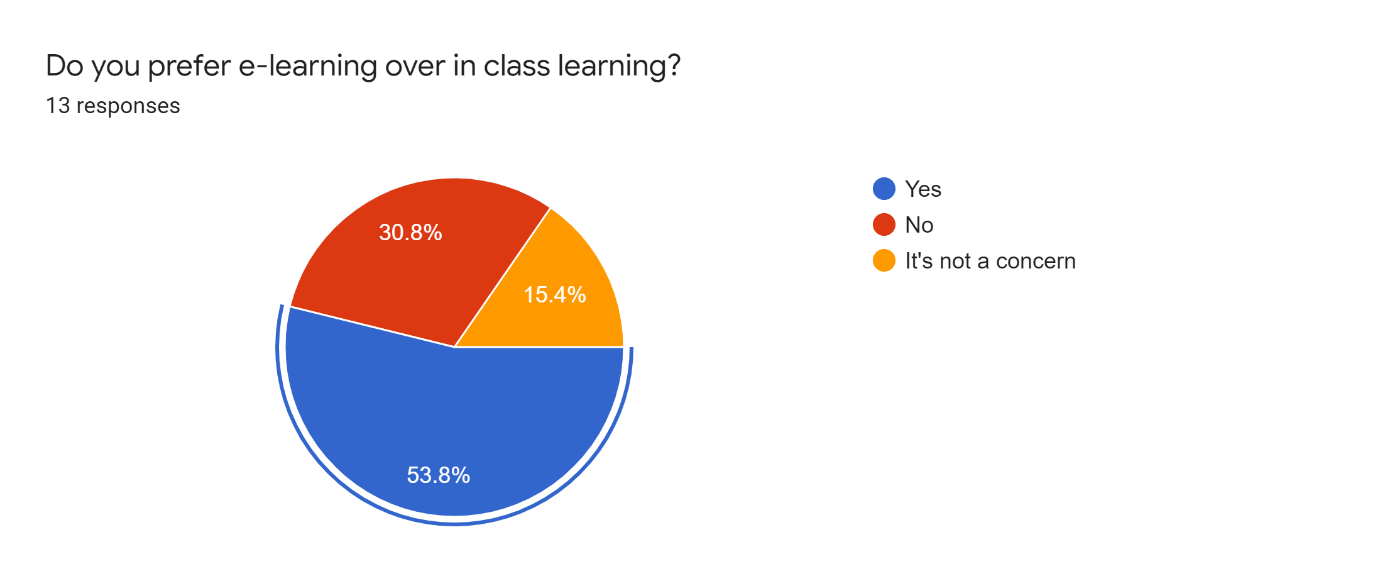 Do you prefer e-learning over in class learning?
13 responses
30.8%
15.4%
53.8%
Yes
No
It's not a concern